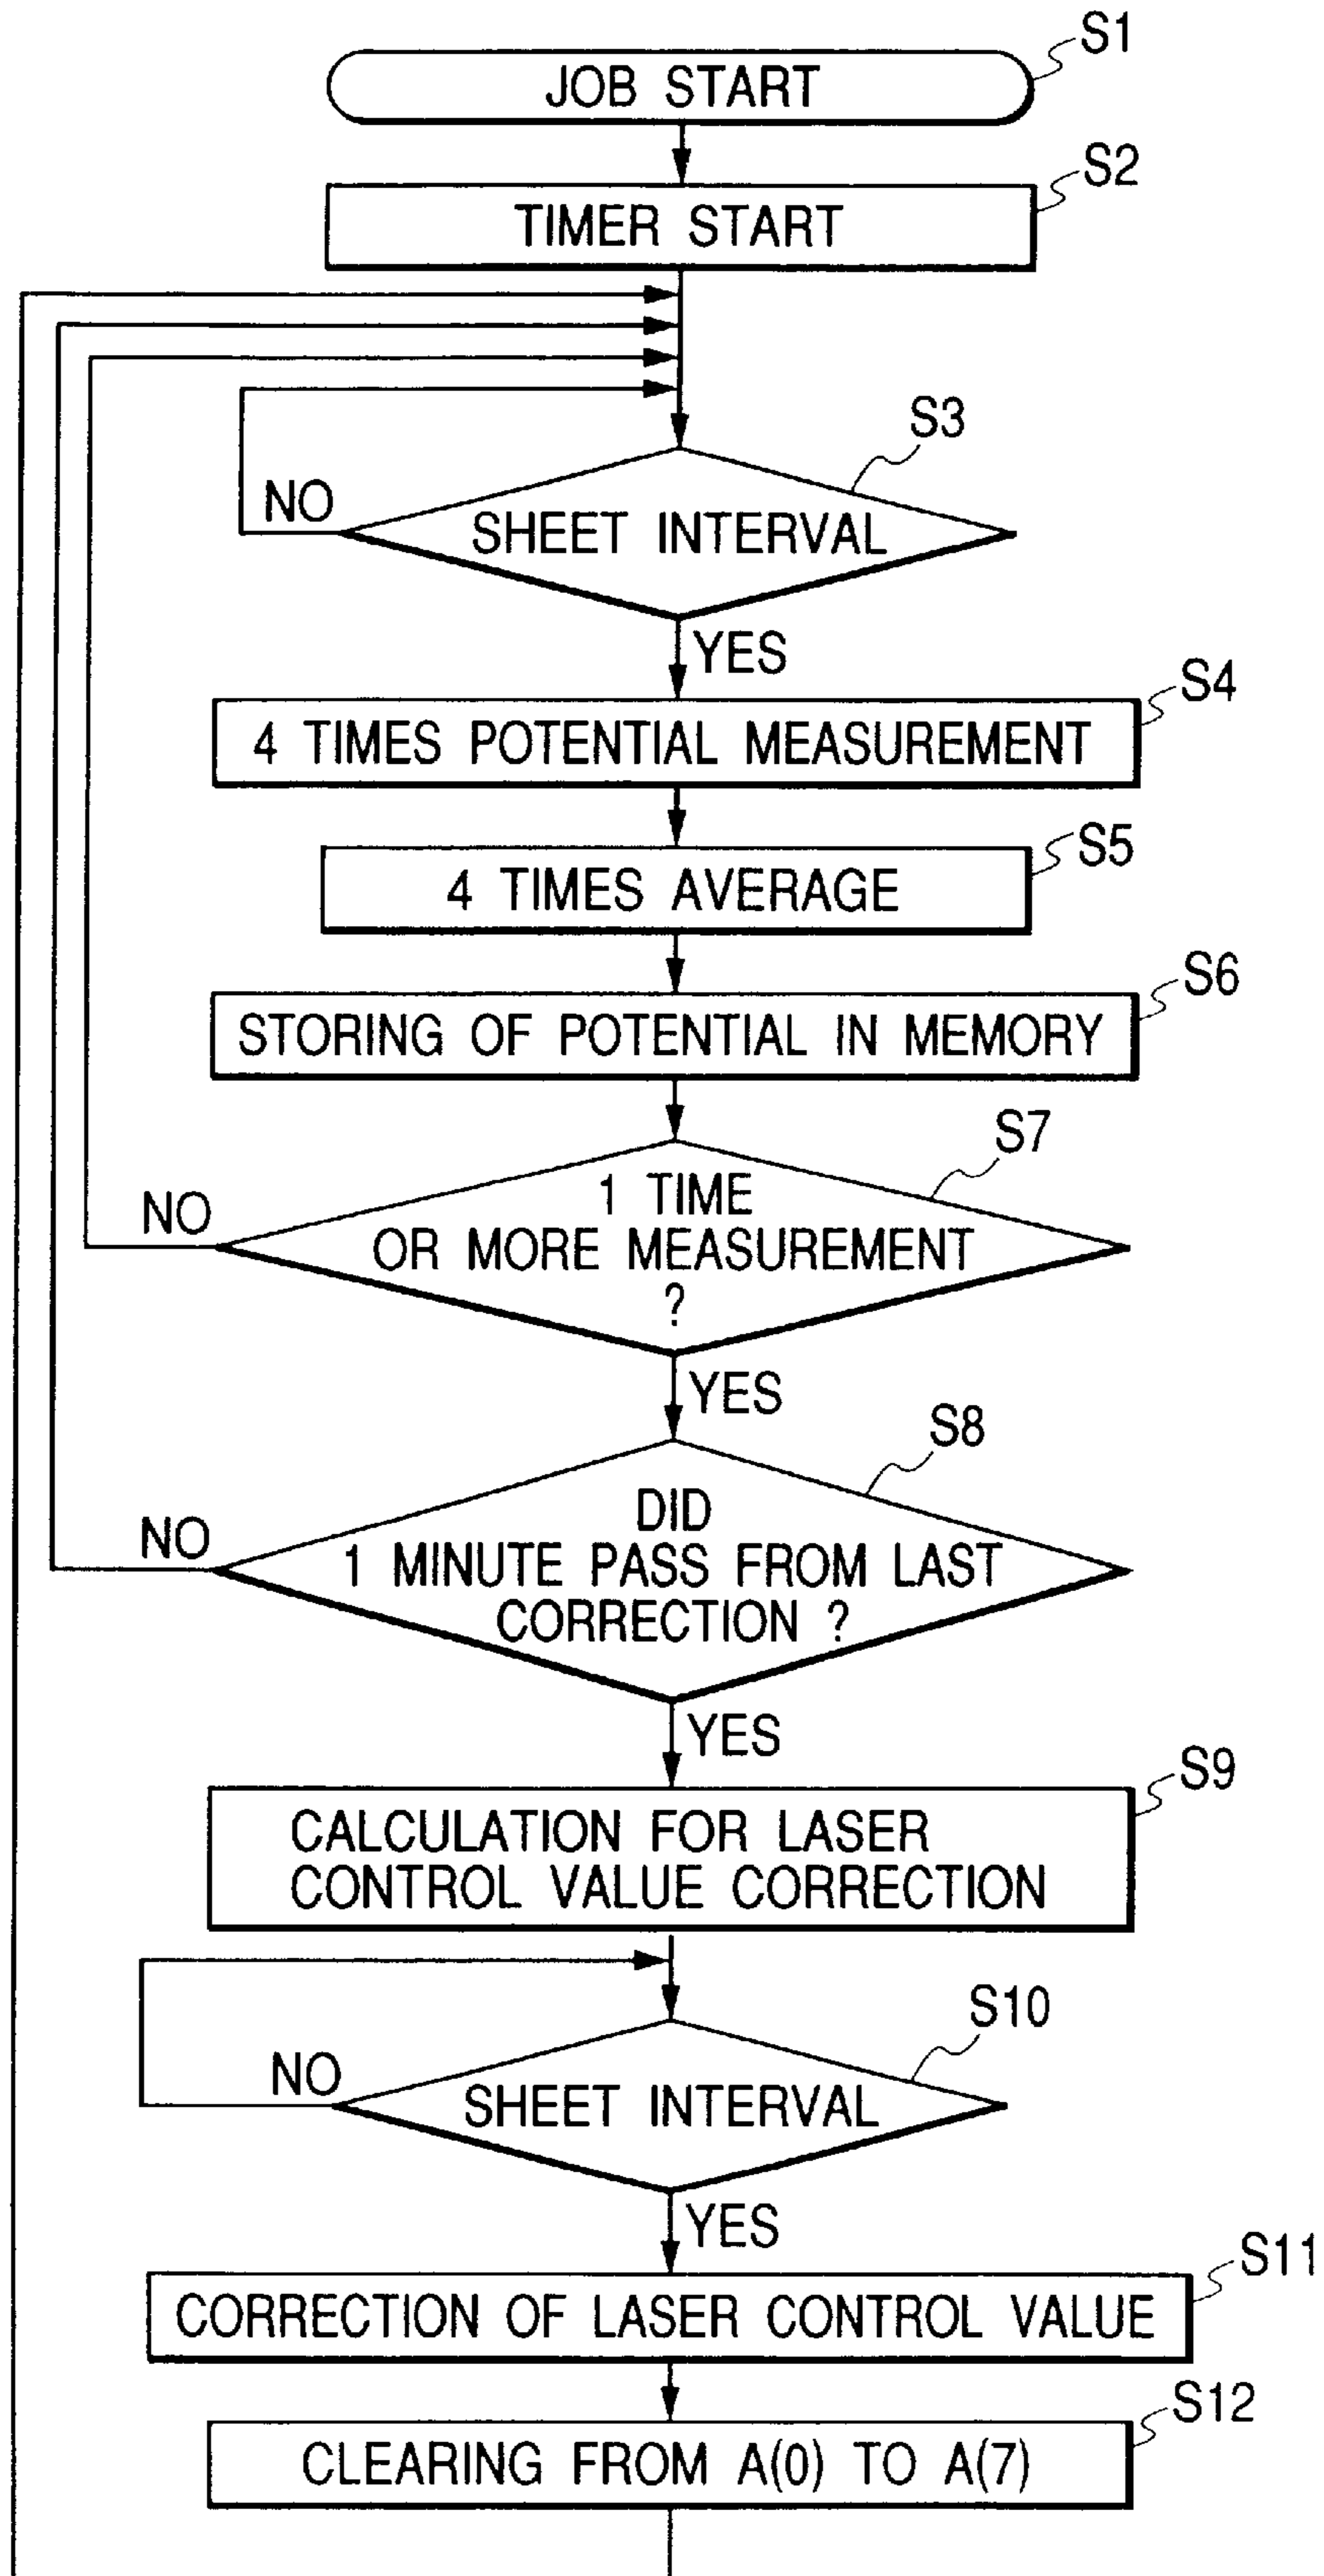 S1
JOB START
S2
TIMER START
S3
NO
SHEET INTERVAL
YES
S4
4 TIMES POTENTIAL MEASUREMENT
S5
4 TIMES AVERAGE
S6
STORING OF POTENTIAL IN MEMORY
S7
NO
1 TIME
OR MORE MEASUREMENT
?
YES
S8
NO
DID
1 MINUTE PASS FROM LAST
CORRECTION ?
YES
S9
CALCULATION FOR LASER
CONTROL VALUE CORRECTION
S10
NO
SHEET INTERVAL
YES
S11
CORRECTION OF LASER CONTROL VALUE
S12
CLEARING FROM A(0) TO A(7)